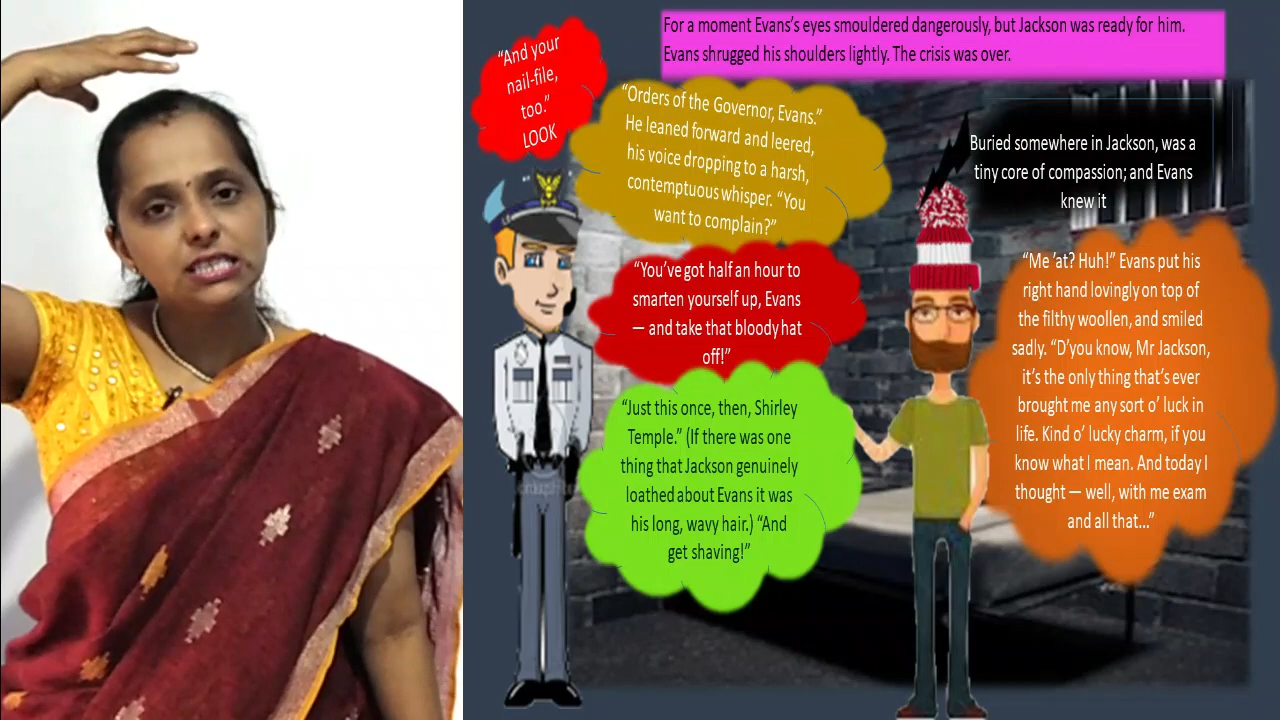 For a moment Evans's eyes smouldered dangerously, but Jackson was ready for him.
Evans shrugged his shoulders lightly. The crisis was over.
“And your
nail-file,
too.”
LOOK
“Orders of the Governor, Evans.”
He leaned forward and leered,
his voice dropping to a harsh,
contemptuous whisper. “You
want to complain?”
“You’ve got half an hour to
smarten yourself up, Evans
— and take that bloody hat
off!”
“Just this once, then, Shirley
Temple.” (If there was one
thing that Jackson genuinely
loathed about Evans it was
his long, wavy hair.) “And
get shaving!”
Buried somewhere in Jackson, was a
tiny core of compassion; and Evans
knew it
“Me ’at? Huh!” Evans put his
right hand lovingly on top of
the filthy woollen, and smiled
sadly. “D’you know, Mr Jackson,
it’s the only thing that’s ever
brought me any sort o’ luck in
life. Kind o’ lucky charm, if you
know what I mean. And today I
thought — well, with me exam
and all that...”